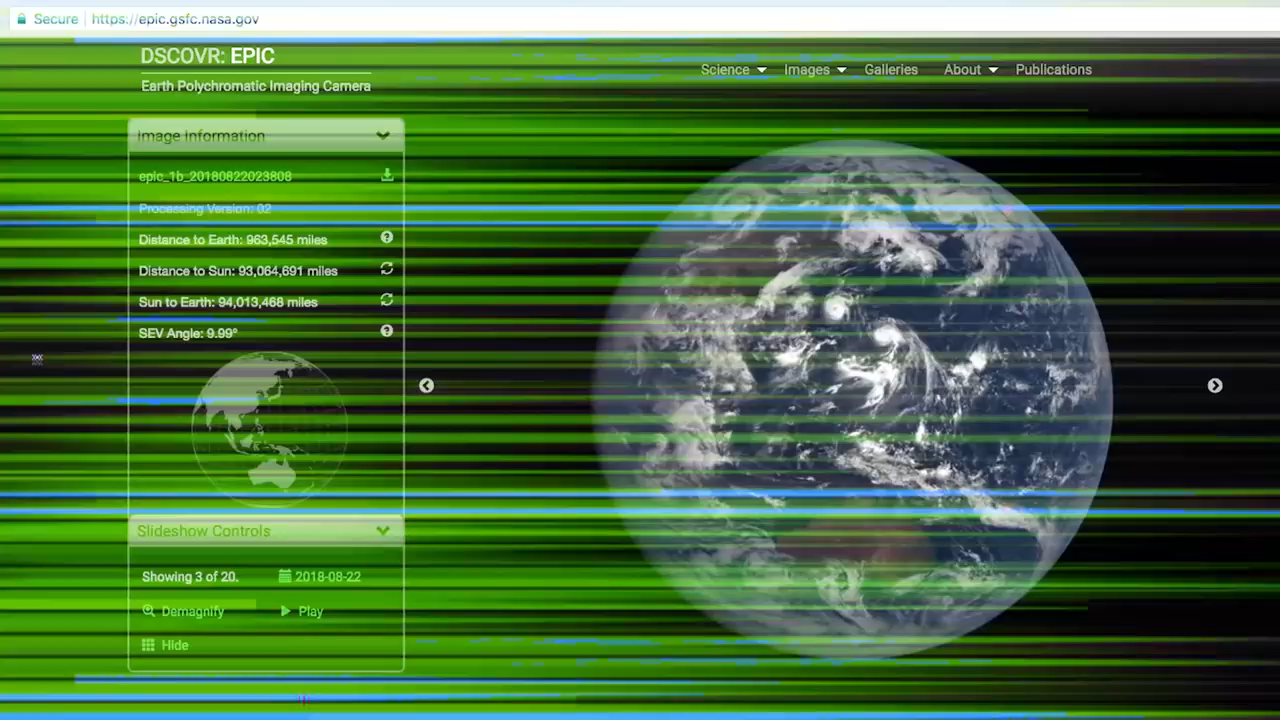 Secure https://epic.gsfc.nasa.gov
DSCOVR: EPIC
Earth Polychromatic Imaging Camera
Science Images Galleries About Publications
Image Information
epic_1b_20180822023808
Processing Version: 02
Distance to Earth: 963,545 miles
Distance to Sun: 93,064,691 miles
Sun to Earth: 94,013,468 miles
SEV Angle: 9.99°
Slideshow Controls
Showing 3 of 20. 2018-08-22
Demagnify Play
Hide